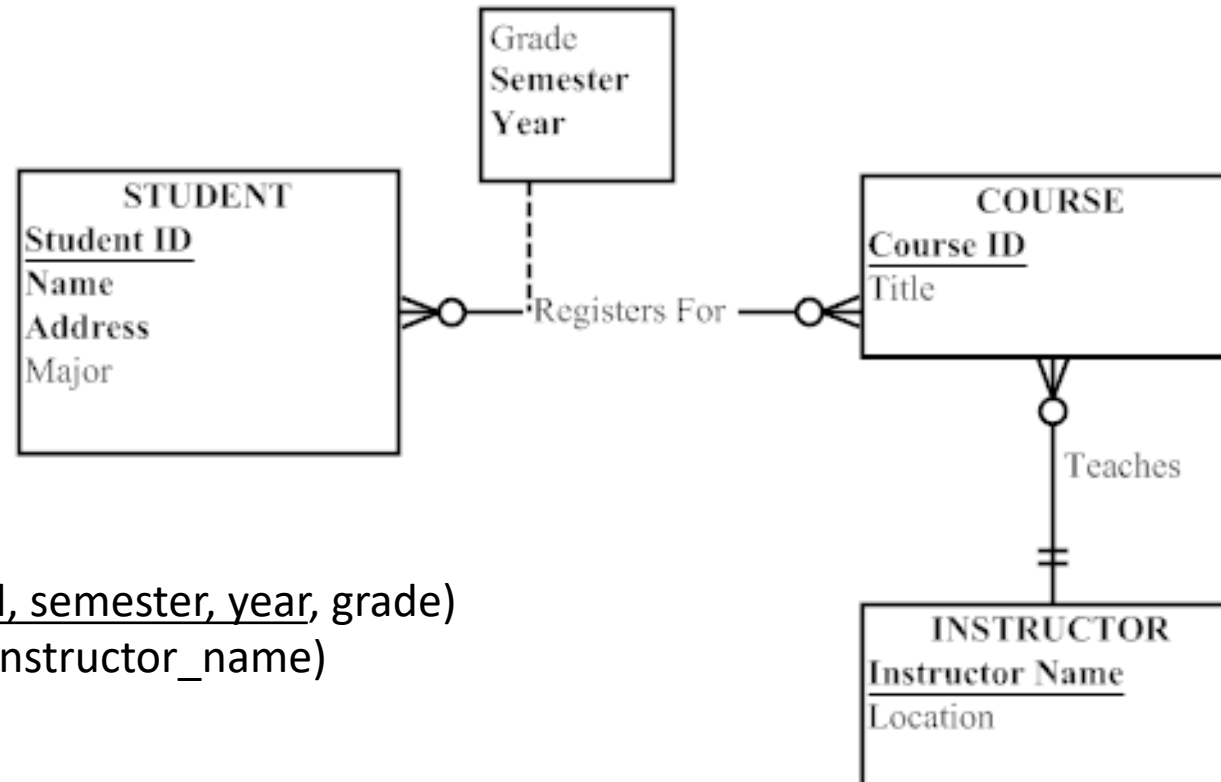 Grade
Semester
Year
STUDENT
Student ID
Name
Address
Major
Registers For
COURSE
Course ID
Title
Teaches
semester, year, grade)
nstructor_name)
INSTRUCTOR
Instructor Name
Location